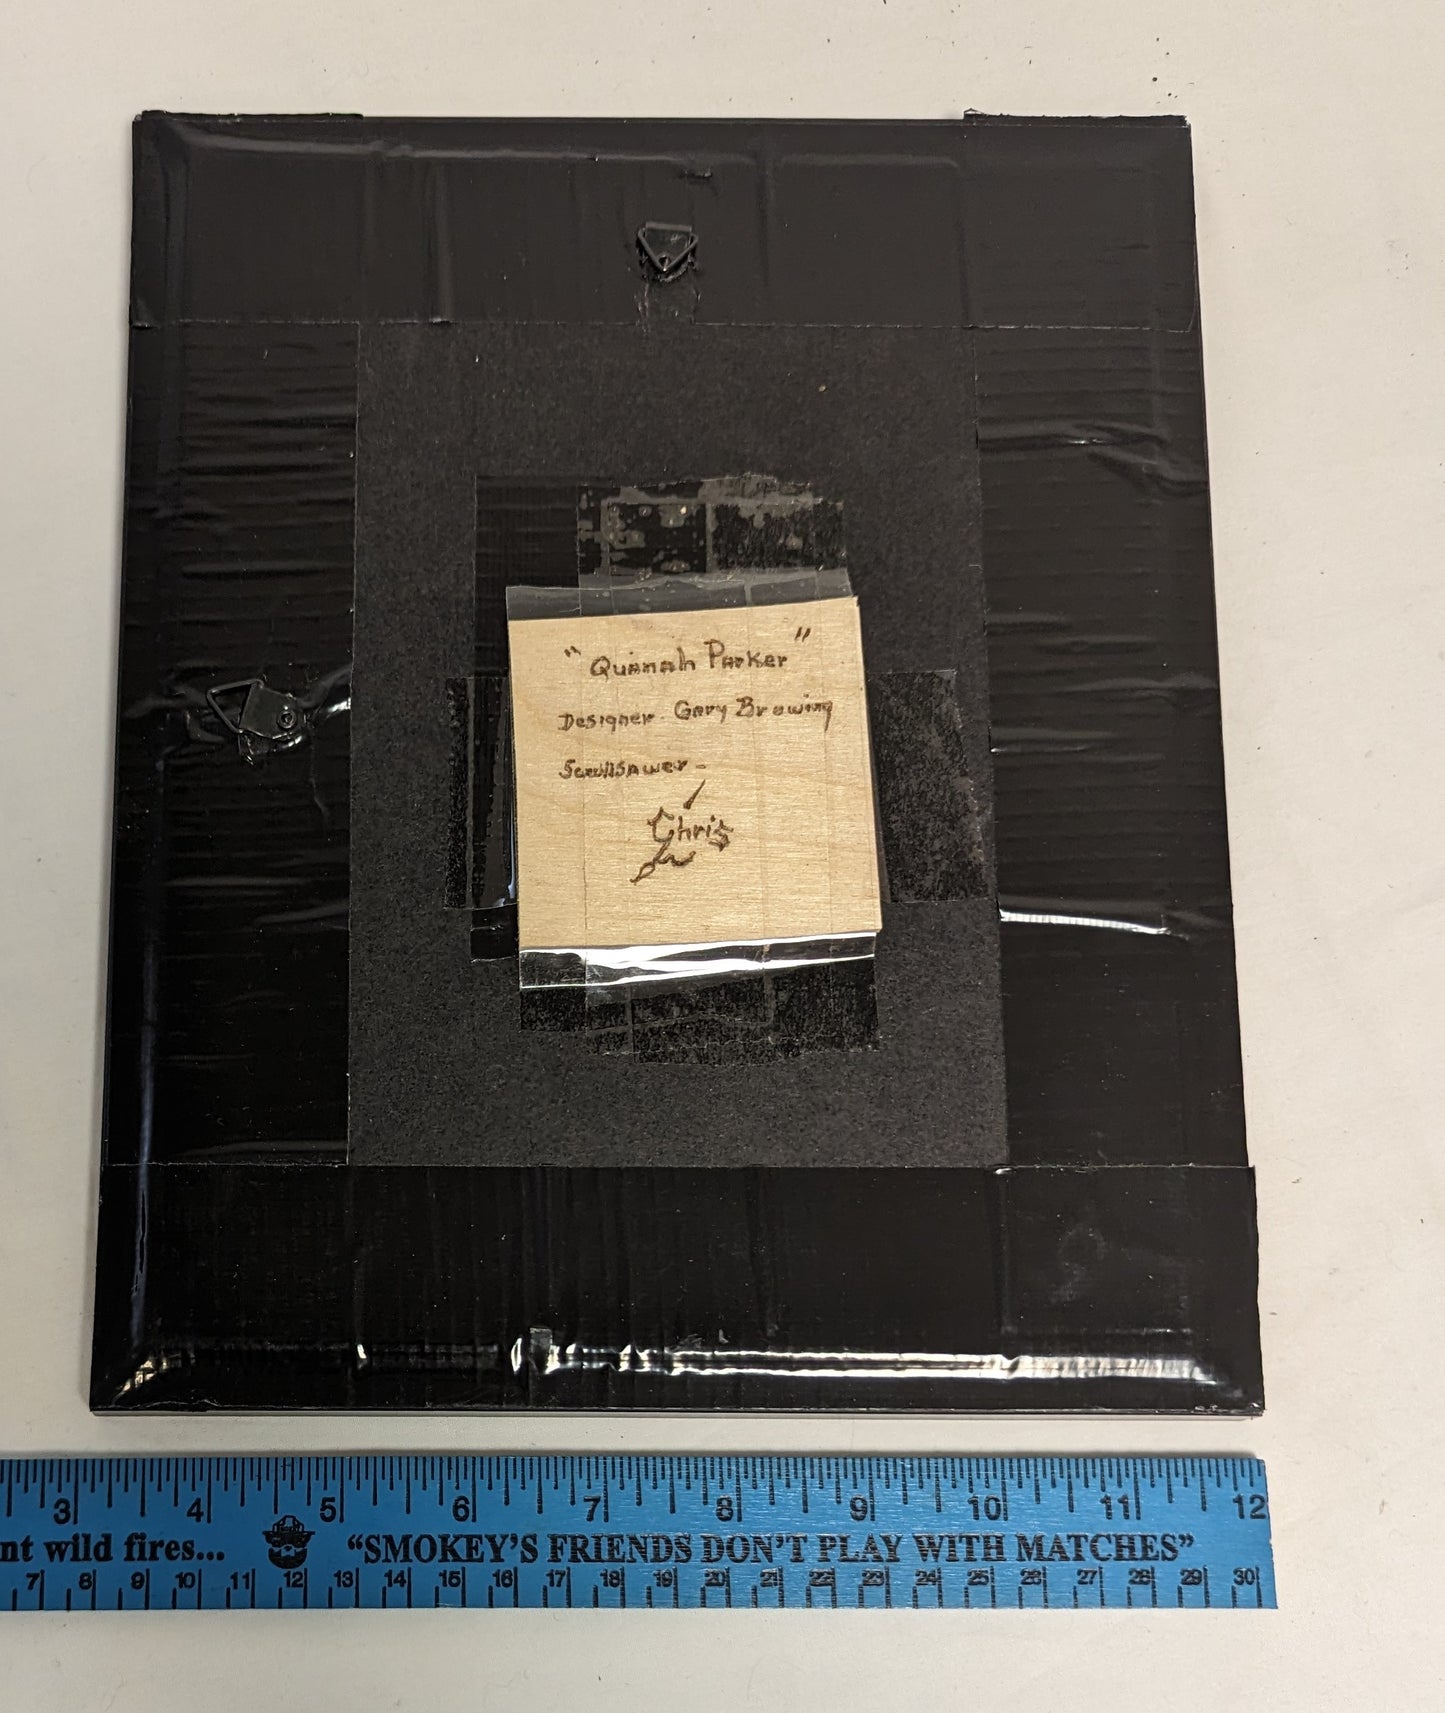 "Quanah Parker"
Designer - Gary Browing
Scrollsawer -
Chris
3 4 5 6 7 8 9 10 11 12
nt wild fires... "SMOKEY'S FRIENDS DON'T PLAY WITH MATCHES"
7 8 9 10 11 12 13 14 15 16 17 18 19 20 21 22 23 24 25 26 27 28 29 30